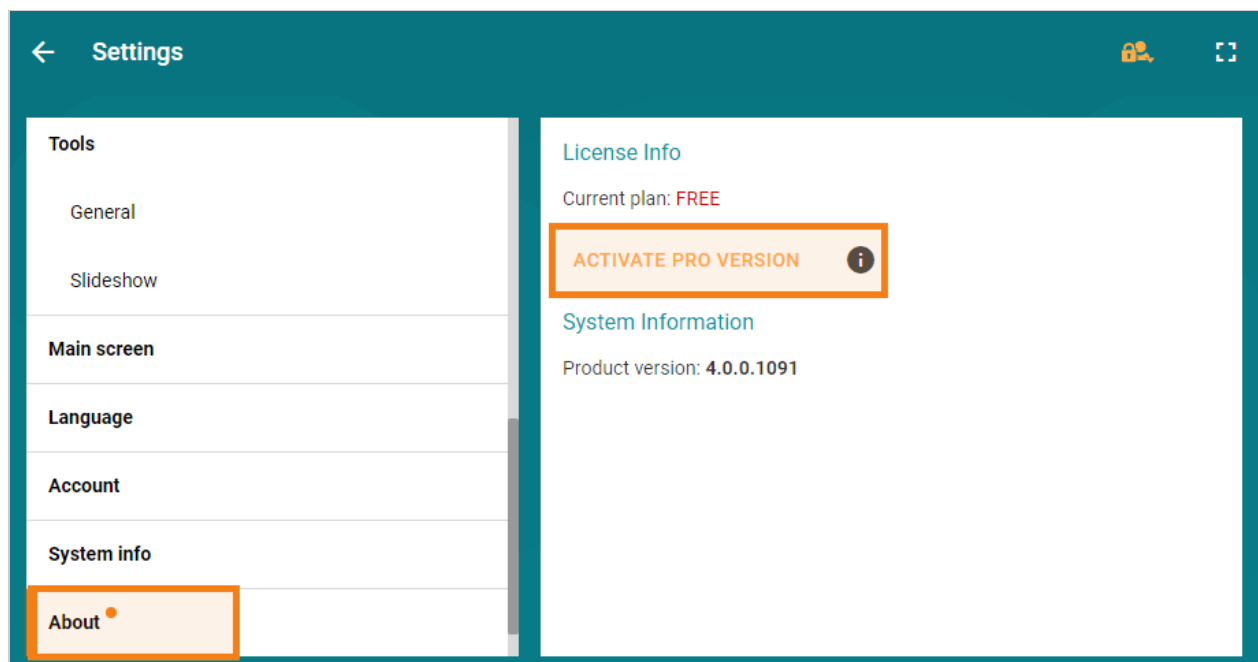 Settings
Tools
General
Slideshow
Main screen
Language
Account
System info
About
License Info
Current plan: FREE
ACTIVATE PRO VERSION
System Information
Product version: 4.0.0.1091